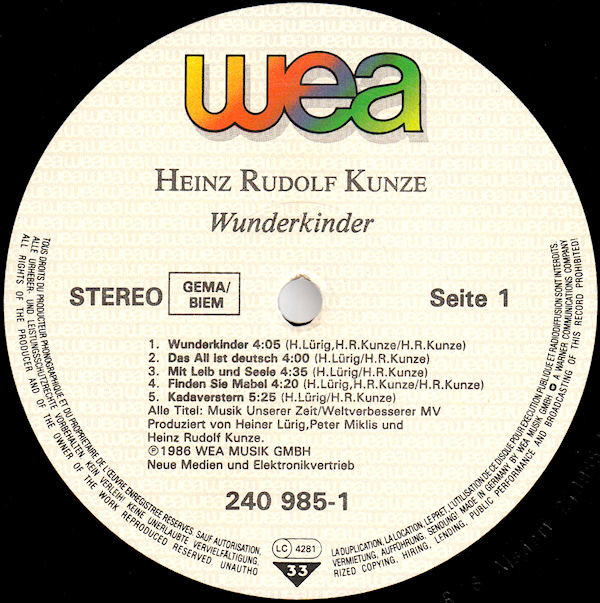 wea
HEINZ RUDOLF KUNZE
Wunderkinder
STEREO
GEMA/
BIEM
Seite 1
1. Wunderkinder 4:05 (H.Lürig,H.R.Kunze/H.R.Kunze)
2. Das All ist deutsch 4:00 (H.Lürig/H.R.Kunze)
3. Mit Leib und Seele 4:35 (H.Lürig,H.R.Kunze/H.R.Kunze)
4. Finden Sie Mabel 4:20 (H.Lürig,H.R.Kunze/H.R.Kunze)
5. Kadaverstern 5:25 (H.Lürig/H.R.Kunze)
Alle Titel: Musik Unserer Zeit/Weltverbesserer MV
Produziert von Heiner Lürig,Peter Miklis und
Heinz Rudolf Kunze.
Ⓟ1986 WEA MUSIK GMBH
Neue Medien und Elektronikvertrieb
240 985-1
LC 4281
33
TOUS DROITS DU PRODUCTEUR PHONOGRAPHIQUE ET DU PROPRIETAIRE DE L'ŒUVRE ENREGISTREE RESERVES. SAUF AUTORISATION,
LA DUPLICATION, LA LOCATION, LE PRET, L'UTILISATION DE CE DISQUE POUR EXECUTION PUBLIQUE ET RADIODIFFUSION SONT INTERDITS.
ALLE URHEBER- UND LEISTUNGSSCHUTZRECHTE VORBEHALTEN. KEIN VERLEIH! KEINE UNERLAUBTE VERVIELFÄLTIGUNG,
VERMIETUNG, AUFFÜHRUNG, SENDUNG! MADE IN GERMANY BY WEA MUSIK GMBH A WARNER COMMUNICATIONS COMPANY
ALL RIGHTS OF THE PRODUCER AND OF THE OWNER OF THE WORK REPRODUCED RESERVED. UNAUTHO
RIZED COPYING, HIRING, LENDING, PUBLIC PERFORMANCE AND BROADCASTING OF THIS RECORD PROHIBITED!